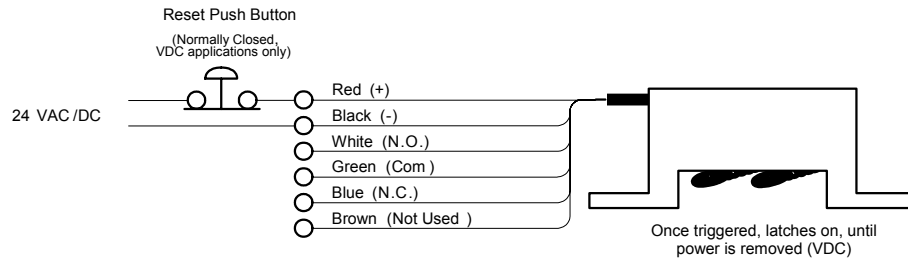 Reset Push Button
(Normally Closed,
VDC applications only)
24 VAC /DC
Red (+)
Black (-)
White (N.O.)
Green (Com )
Blue (N.C.)
Brown (Not Used )
Once triggered, latches on, until
power is removed (VDC)